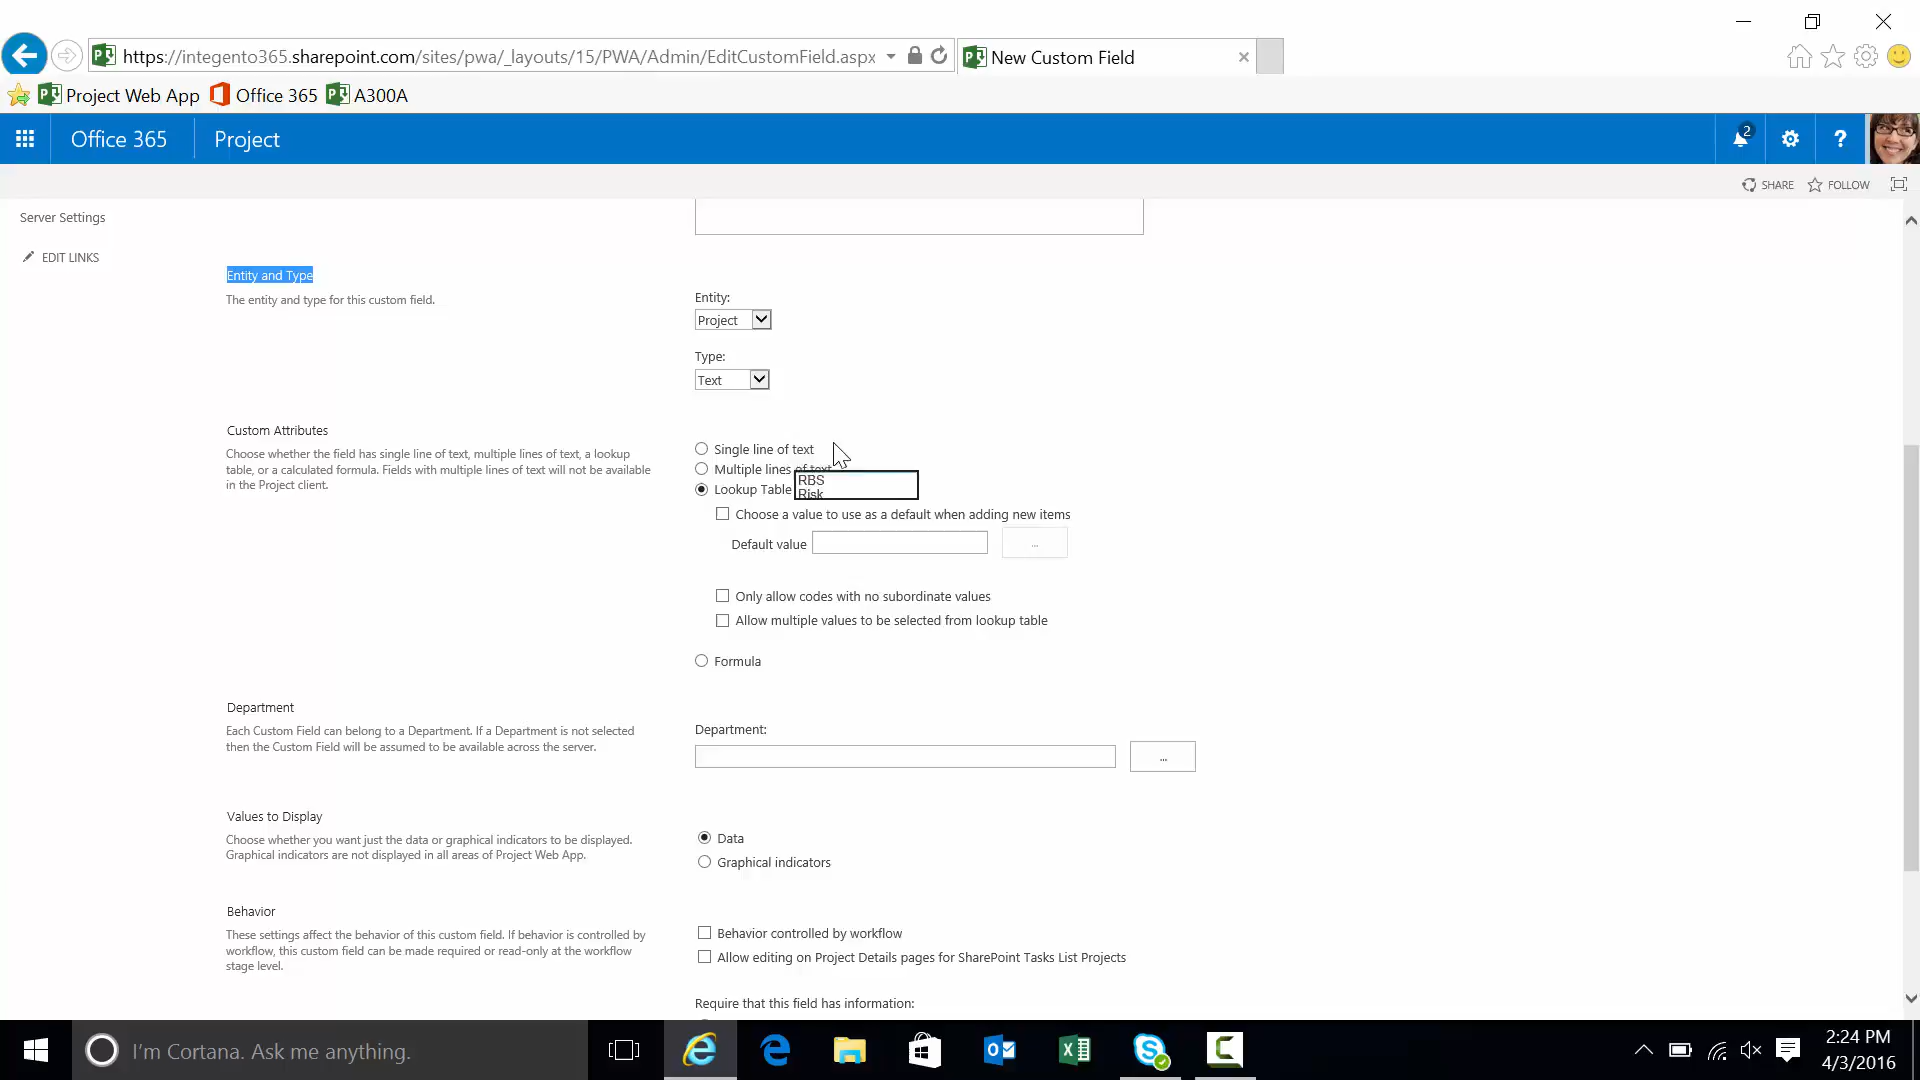 https://integento365.sharepoint.com/sites/pwa/_layouts/15/PWA/Admin/EditCustomField.aspx
New Custom Field
Project Web App
Office 365
A300A
Office 365
Project
2
?
SHARE
FOLLOW
Server Settings
EDIT LINKS
Entity and Type
The entity and type for this custom field.
Entity:
Project
Type:
Text
Custom Attributes
Choose whether the field has single line of text, multiple lines of text, a lookup
table, or a calculated formula. Fields with multiple lines of text will not be available
in the Project client.
Single line of text
Multiple lines of text
Lookup Table
RBS
Risk
Choose a value to use as a default when adding new items
Default value
...
Only allow codes with no subordinate values
Allow multiple values to be selected from lookup table
Formula
Department
Each Custom Field can belong to a Department. If a Department is not selected
then the Custom Field will be assumed to be available across the server.
Department:
...
Values to Display
Choose whether you want just the data or graphical indicators to be displayed.
Graphical indicators are not displayed in all areas of Project Web App.
Data
Graphical indicators
Behavior
These settings affect the behavior of this custom field. If behavior is controlled by
workflow, this custom field can be made required or read-only at the workflow
stage level.
Behavior controlled by workflow
Allow editing on Project Details pages for SharePoint Tasks List Projects
Require that this field has information:
I'm Cortana. Ask me anything.
2:24 PM
4/3/2016